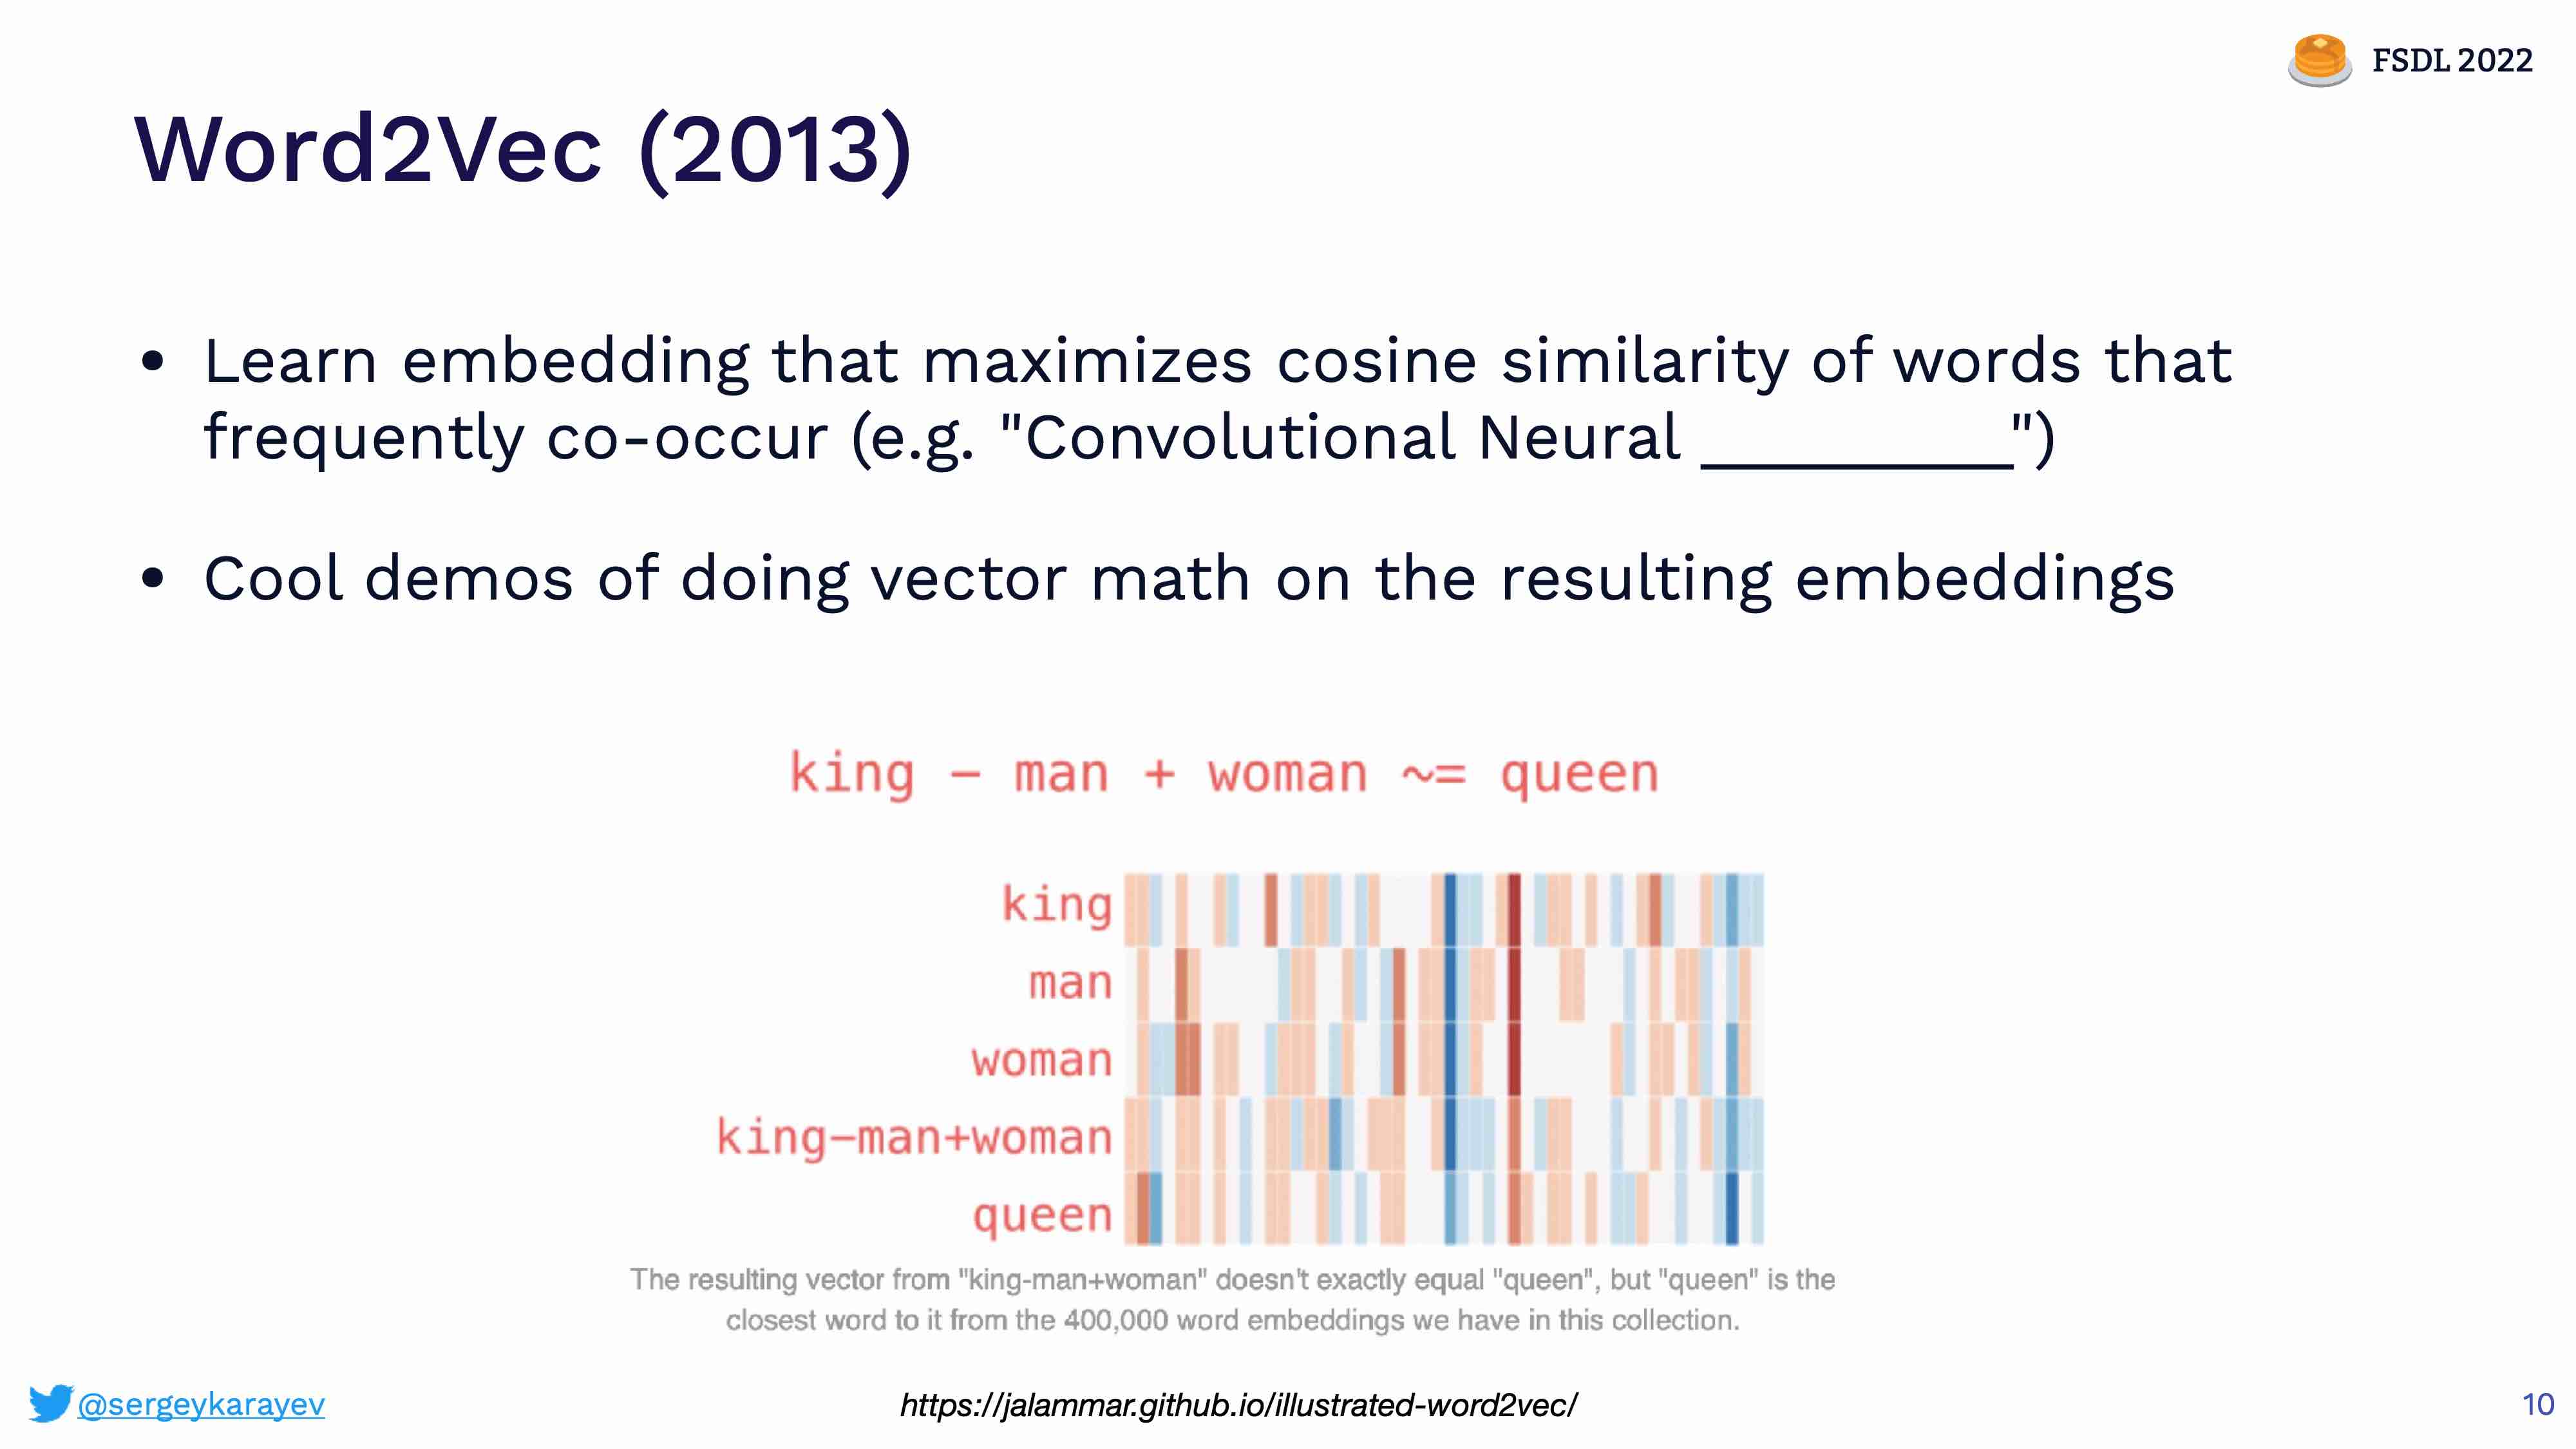 FSDL 2022
Word2Vec (2013)
• Learn embedding that maximizes cosine similarity of words that
frequently co-occur (e.g. "Convolutional Neural _________")
• Cool demos of doing vector math on the resulting embeddings
king − man + woman ~= queen
king
man
woman
king−man+woman
queen
The resulting vector from "king-man+woman" doesn't exactly equal "queen", but "queen" is the
closest word to it from the 400,000 word embeddings we have in this collection.
@sergeykarayev
https://jalammar.github.io/illustrated-word2vec/
10